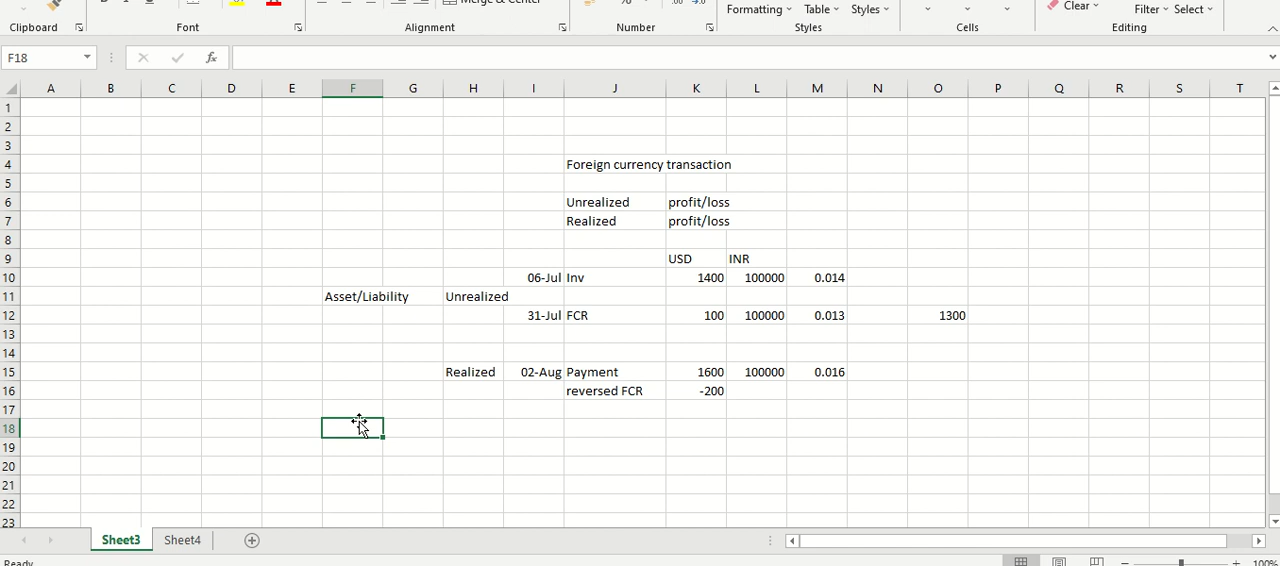 Merge & Center
%
Formatting Table Styles
Clear
Filter Select
Clipboard Font Alignment Number Styles Cells Editing
F18 fx
A B C D E F G H I J K L M N O P Q R S T
1
2
3
4 Foreign currency transaction
5
6 Unrealized profit/loss
7 Realized profit/loss
8
9 USD INR
10 06-Jul Inv 1400 100000 0.014
11 Asset/Liability Unrealized
12 31-Jul FCR 100 100000 0.013 1300
13
14
15 Realized 02-Aug Payment 1600 100000 0.016
16 reversed FCR -200
17
18
19
20
21
22
23
Sheet3 Sheet4
Ready 100%